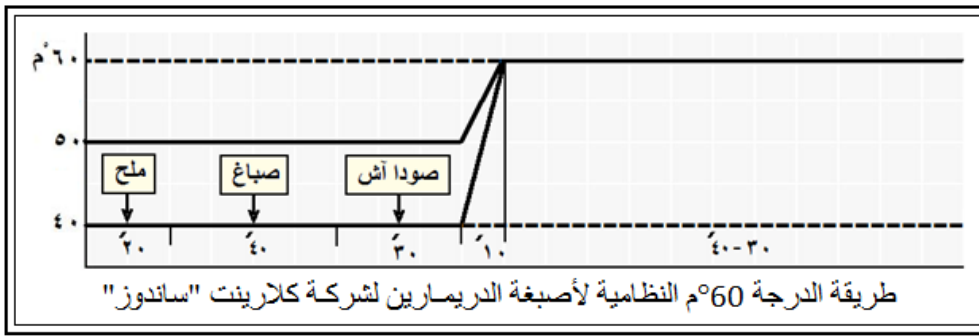 ٦٠°م
٥٠
ملح صباغ صودا آش
٤٠
٢٠َ ٤٠َ ٣٠َ ١٠َ ٣٠-٤٠َ
طريقة الدرجة 60°م النظامية لأصبغة الدريمارين لشركة كلارينت "ساندوز"